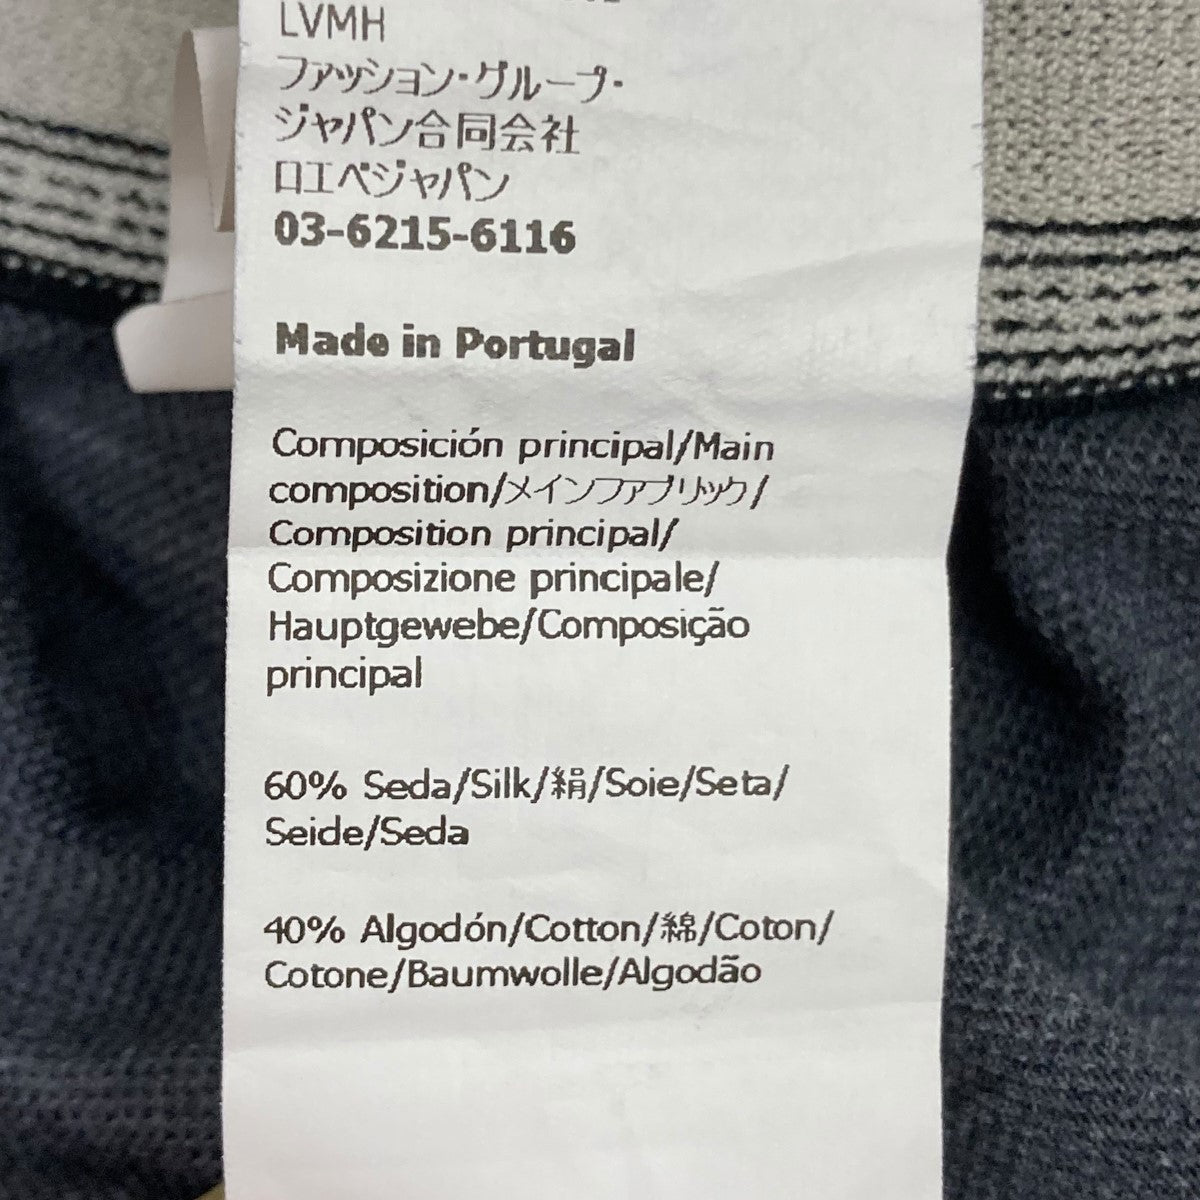 LVMH
ファッション・グループ・
ジャパン合同会社
ロエベジャパン
03-6215-6116
Made in Portugal
Composición principal/Main
composition/メインファブリック/
Composition principal/
Composizione principale/
Hauptgewebe/Composição
principal
60% Seda/Silk/絹/Soie/Seta/
Seide/Seda
40% Algodón/Cotton/綿/Coton/
Cotone/Baumwolle/Algodão